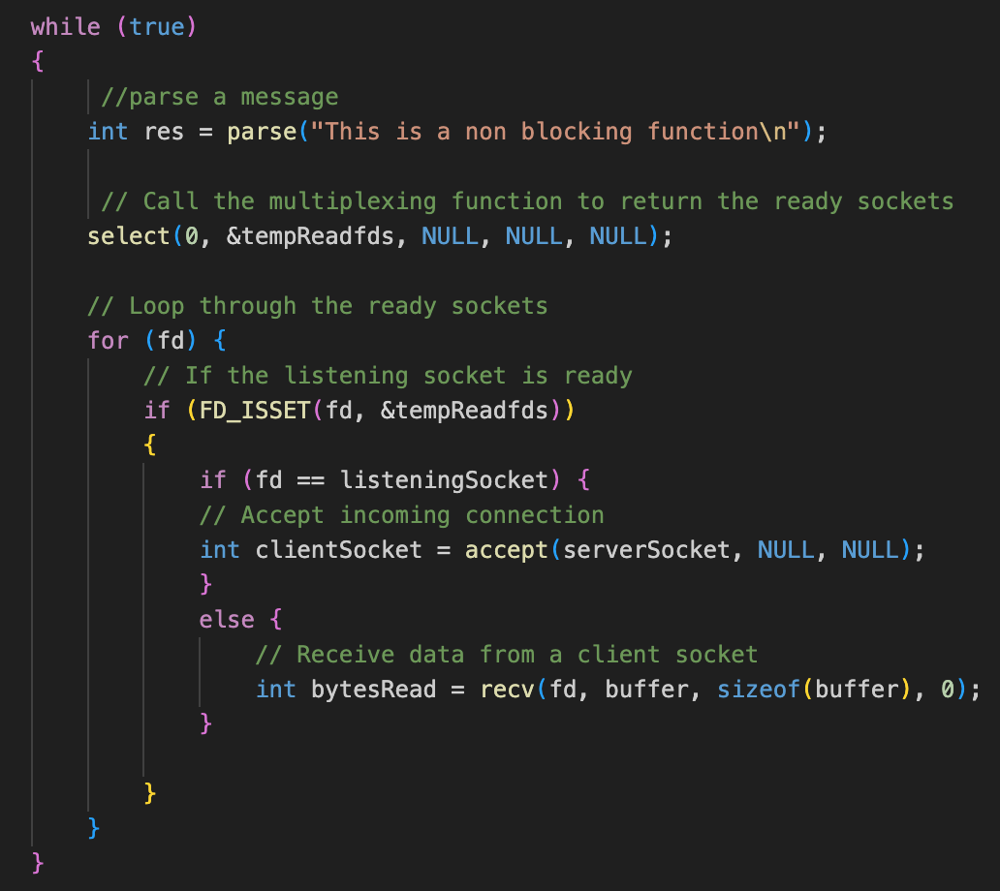 while (true)
{
//parse a message
int res = parse("This is a non blocking function\n");
// Call the multiplexing function to return the ready sockets
select(0, &tempReadfds, NULL, NULL, NULL);
// Loop through the ready sockets
for (fd) {
// If the listening socket is ready
if (FD_ISSET(fd, &tempReadfds))
{
if (fd == listeningSocket) {
// Accept incoming connection
int clientSocket = accept(serverSocket, NULL, NULL);
}
else {
// Receive data from a client socket
int bytesRead = recv(fd, buffer, sizeof(buffer), 0);
}
}
}
}